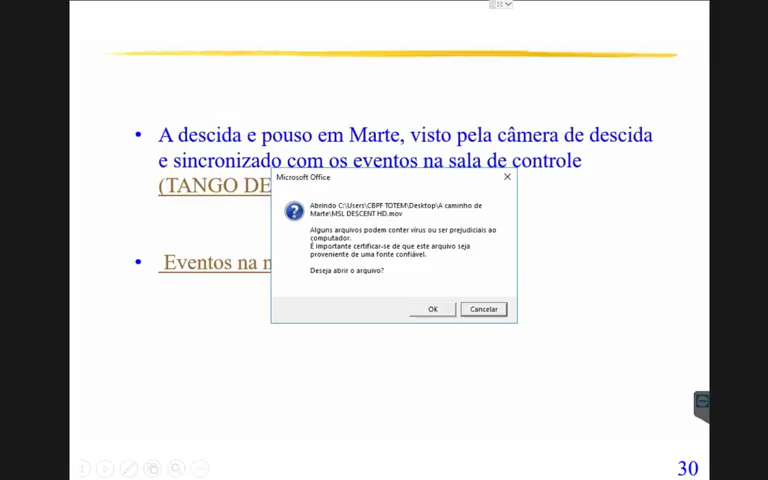 • A descida e pouso em Marte, visto pela câmera de descida
e sincronizado com os eventos na sala de controle
(TANGO DE
• Eventos na
Microsoft Office
Abrindo C:\Users\CBPF TOTEM\Desktop\A caminho de
Marte\MSL DESCENT HD.mov
Alguns arquivos podem conter vírus ou ser prejudiciais ao
computador.
É importante certificar-se de que este arquivo seja
proveniente de uma fonte confiável.
Deseja abrir o arquivo?
OK Cancelar
30